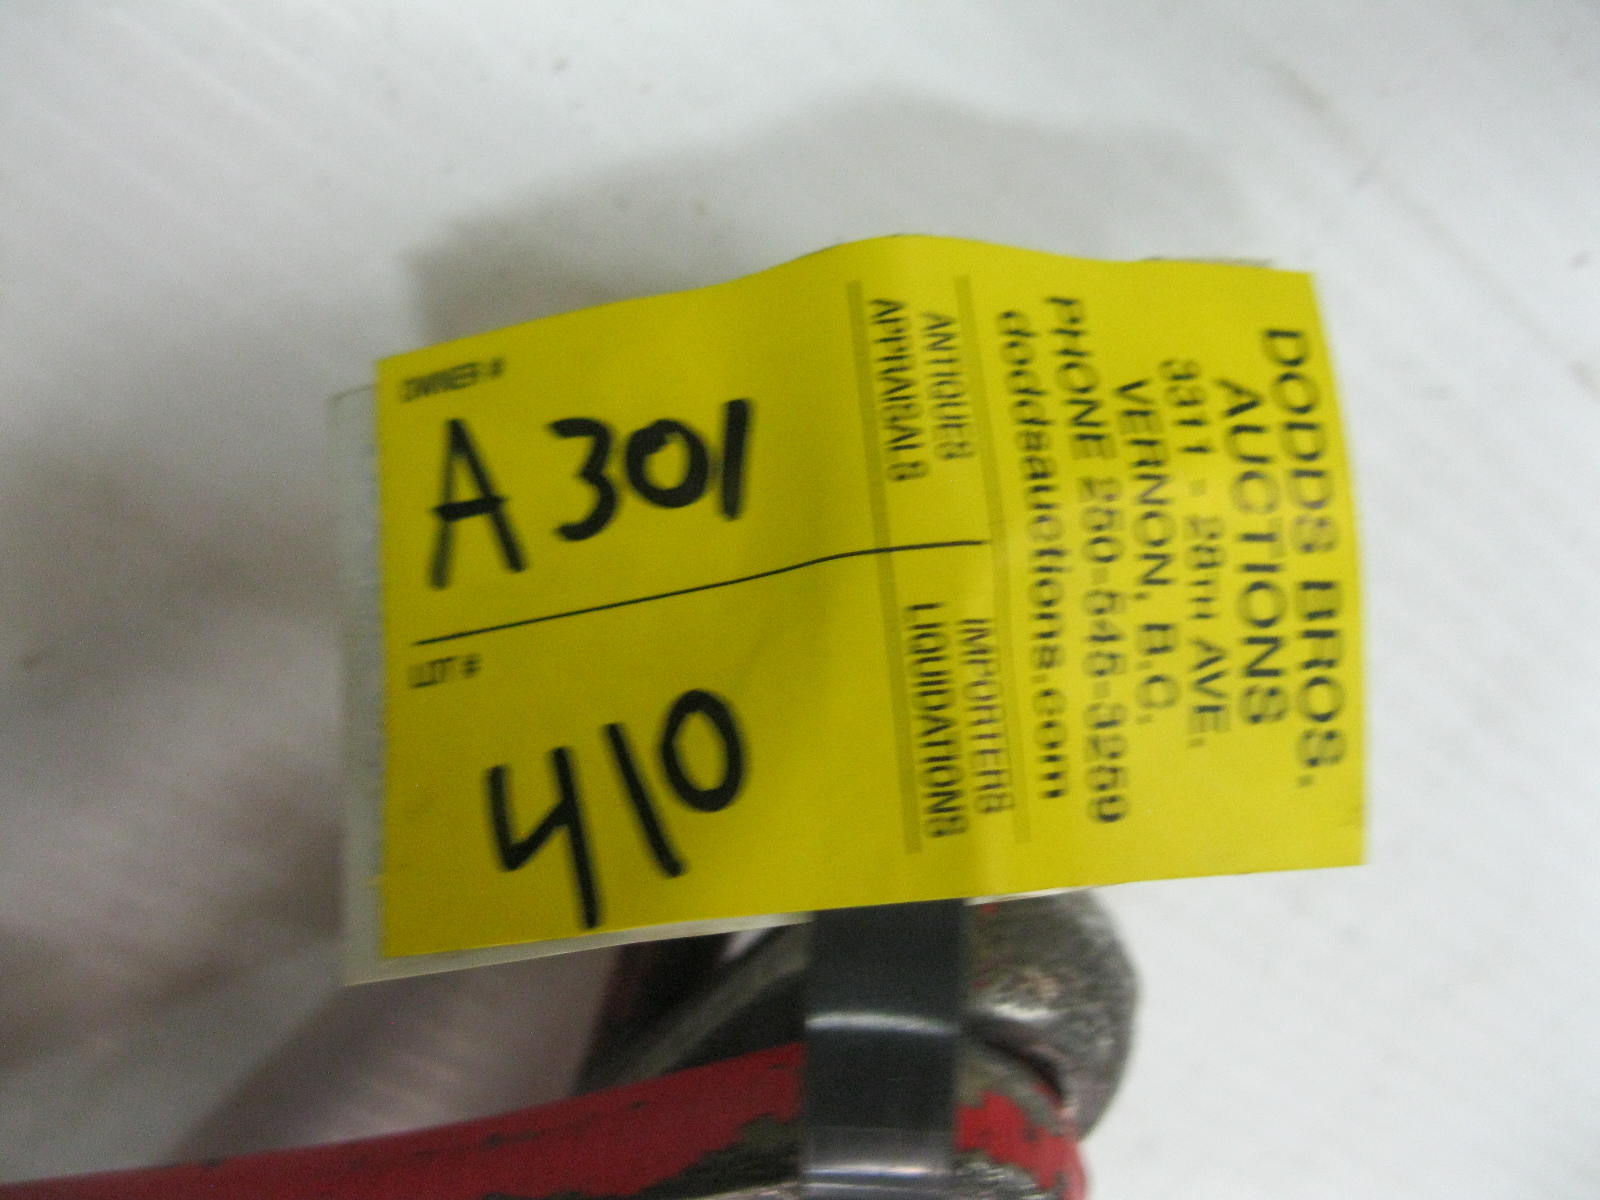 DODDS BROS.
AUCTIONS
3311 - 28TH AVE.
VERNON, B.C.
PHONE 250-545-3259
doddsauctions.com
ANTIQUES IMPORTERS
APPRAISALS LIQUIDATIONS
OWNER #
A301
LOT #
410